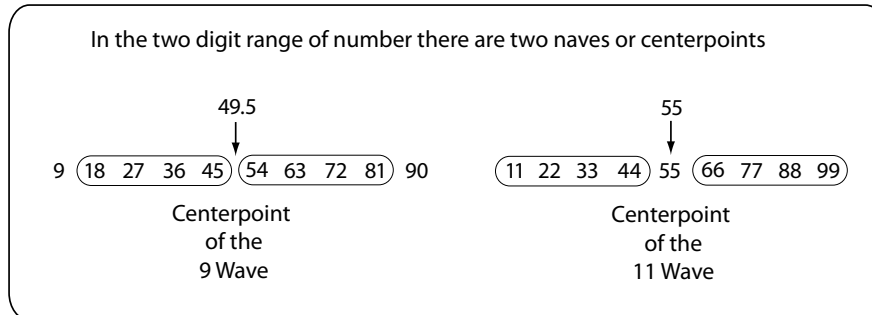 In the two digit range of number there are two naves or centerpoints
49.5
9 18 27 36 45 54 63 72 81 90
Centerpoint
of the
9 Wave
55
11 22 33 44 55 66 77 88 99
Centerpoint
of the
11 Wave